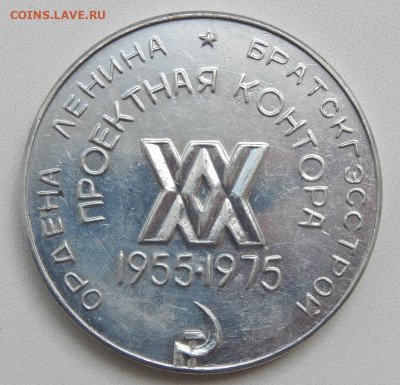 COINS.LAVE.RU
ОРДЕНА ЛЕНИНА ★ БРАТСКГЭССТРОЙ
ПРОЕКТНАЯ КОНТОРА
XX
1955·1975